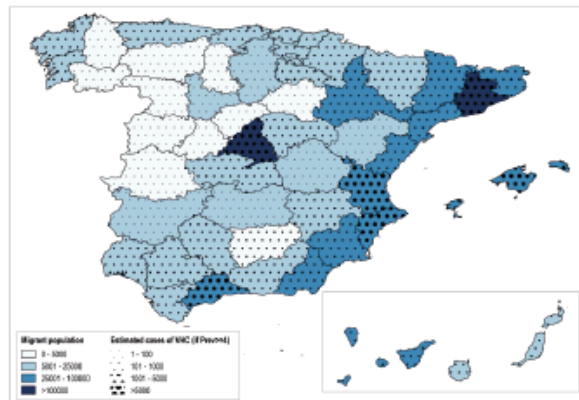 Migrant population
0 - 5000
5001 - 25000
25001 - 100000
>100000
Estimated cases of VHC (if Prev>=4)
1 - 100
101 - 1000
1001 - 5000
>5000